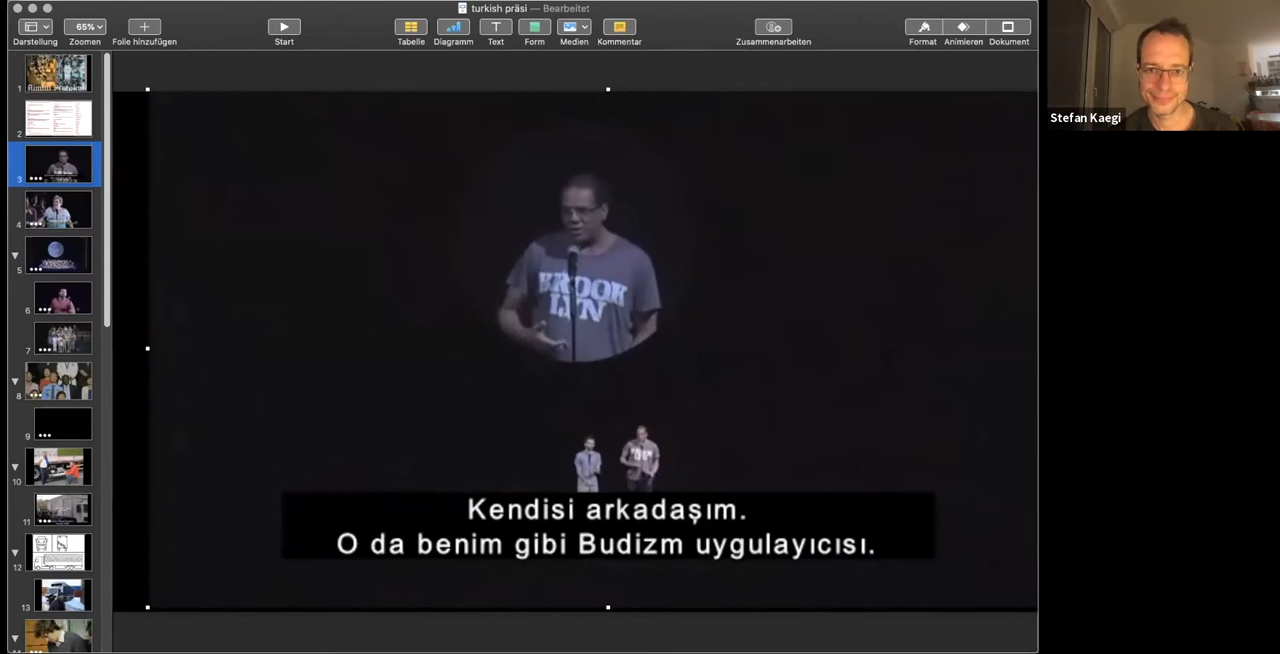 turkish präsi — Bearbeitet
65%
Darstellung
Zoomen
Folie hinzufügen
Start
Tabelle
Diagramm
Text
Form
Medien
Kommentar
Zusammenarbeiten
Format
Animieren
Dokument
Rimini Protokoll
1
2
3
4
5
6
7
8
9
10
11
12
13
BROOK
LYN
Kendisi arkadaşım.
O da benim gibi Budizm uygulayıcısı.
Stefan Kaegi